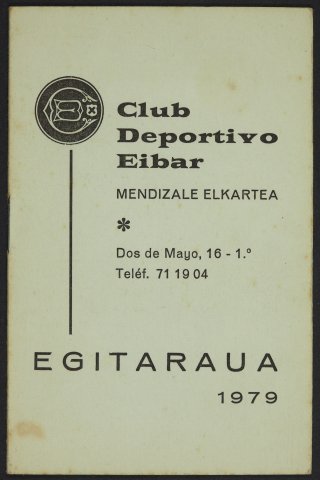 Club
Deportivo
Eibar
MENDIZALE ELKARTEA
*
Dos de Mayo, 16 - 1.º
Teléf. 71 19 04
EGITARAUA
1979